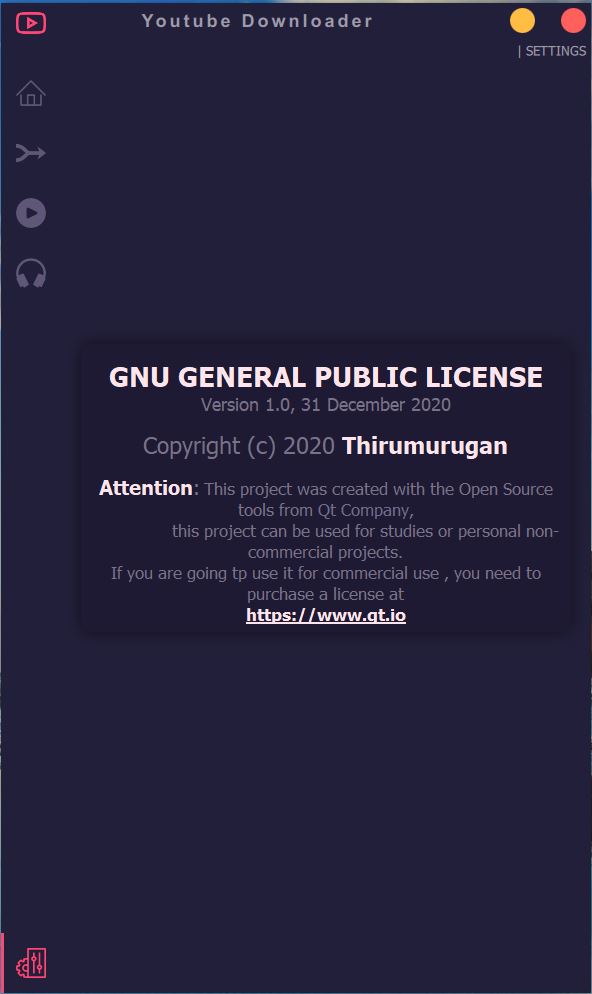 Youtube Downloader
| SETTINGS
GNU GENERAL PUBLIC LICENSE
Version 1.0, 31 December 2020
Copyright (c) 2020 Thirumurugan
Attention: This project was created with the Open Source
tools from Qt Company,
this project can be used for studies or personal non-
commercial projects.
If you are going tp use it for commercial use , you need to
purchase a license at
https://www.qt.io